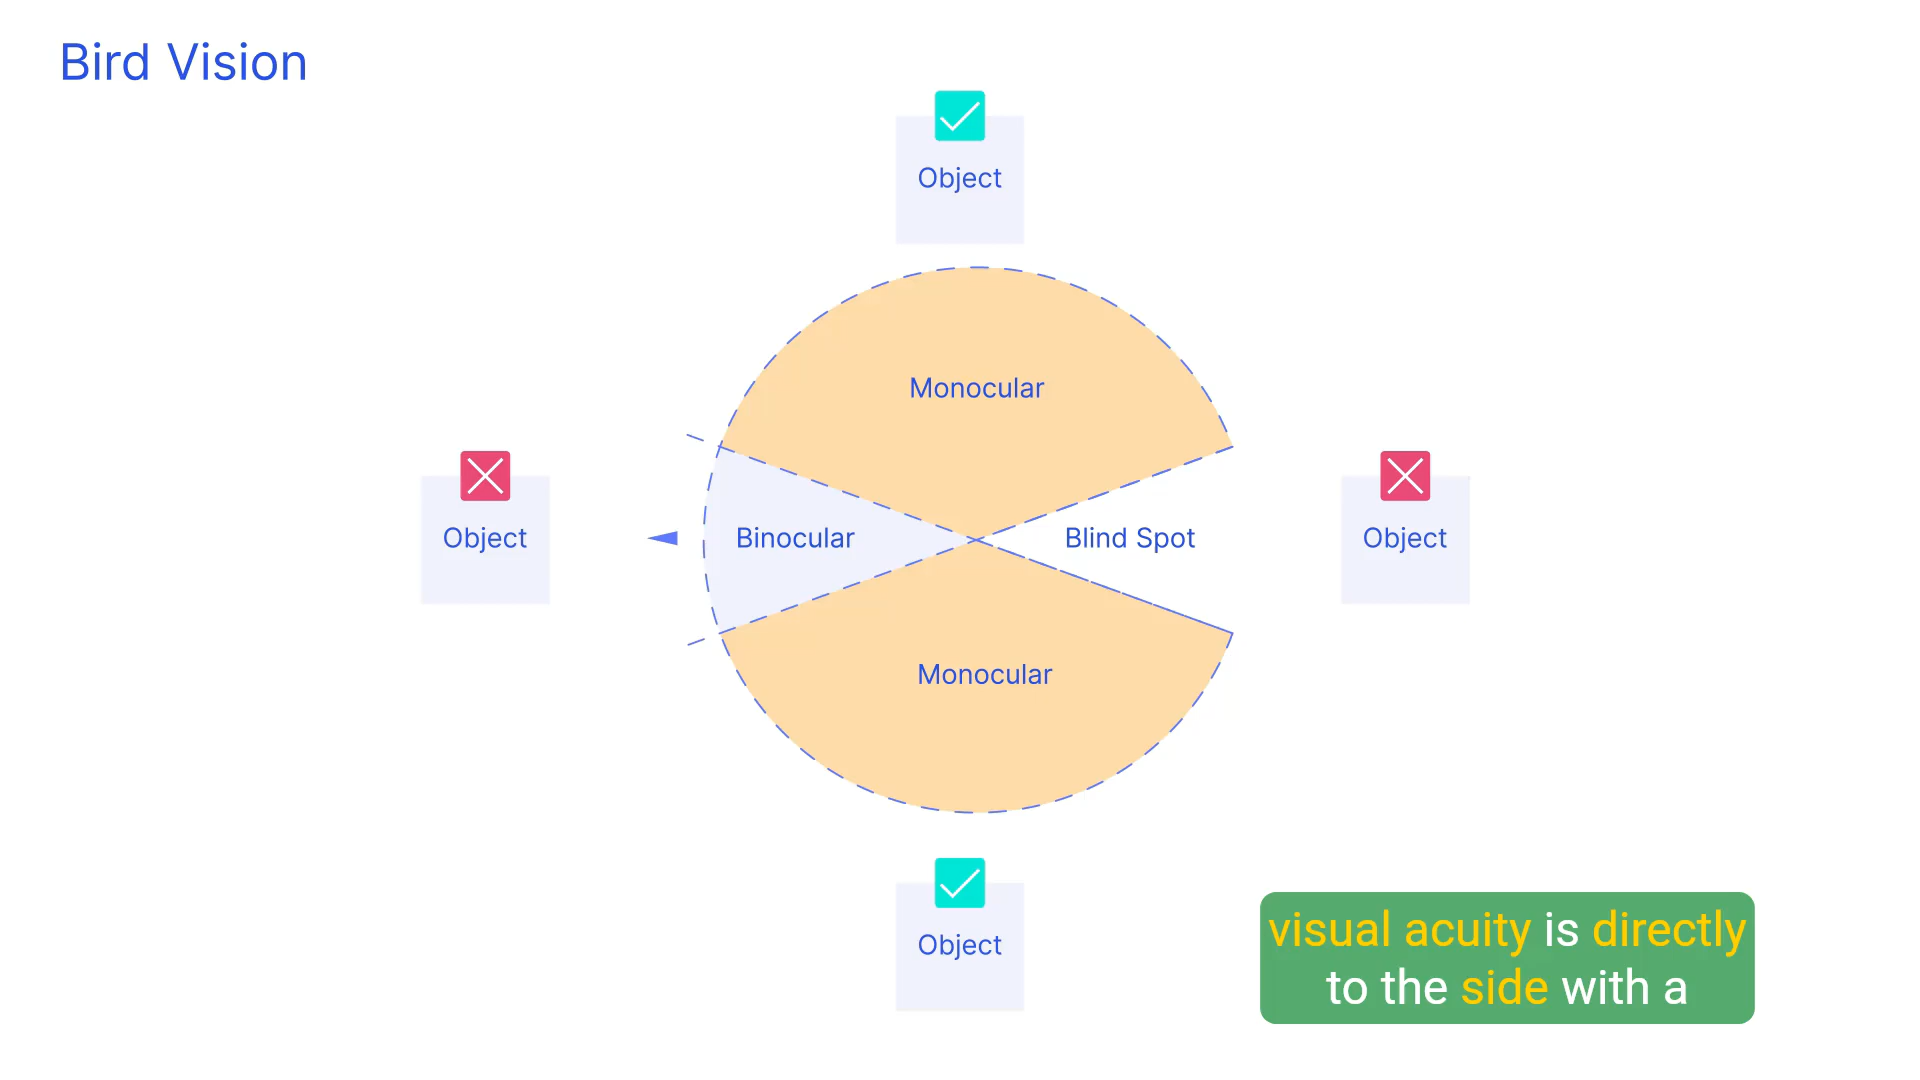 Bird Vision
Object
Monocular
Object
Binocular
Blind Spot
Object
Monocular
Object
visual acuity is directly
to the side with a